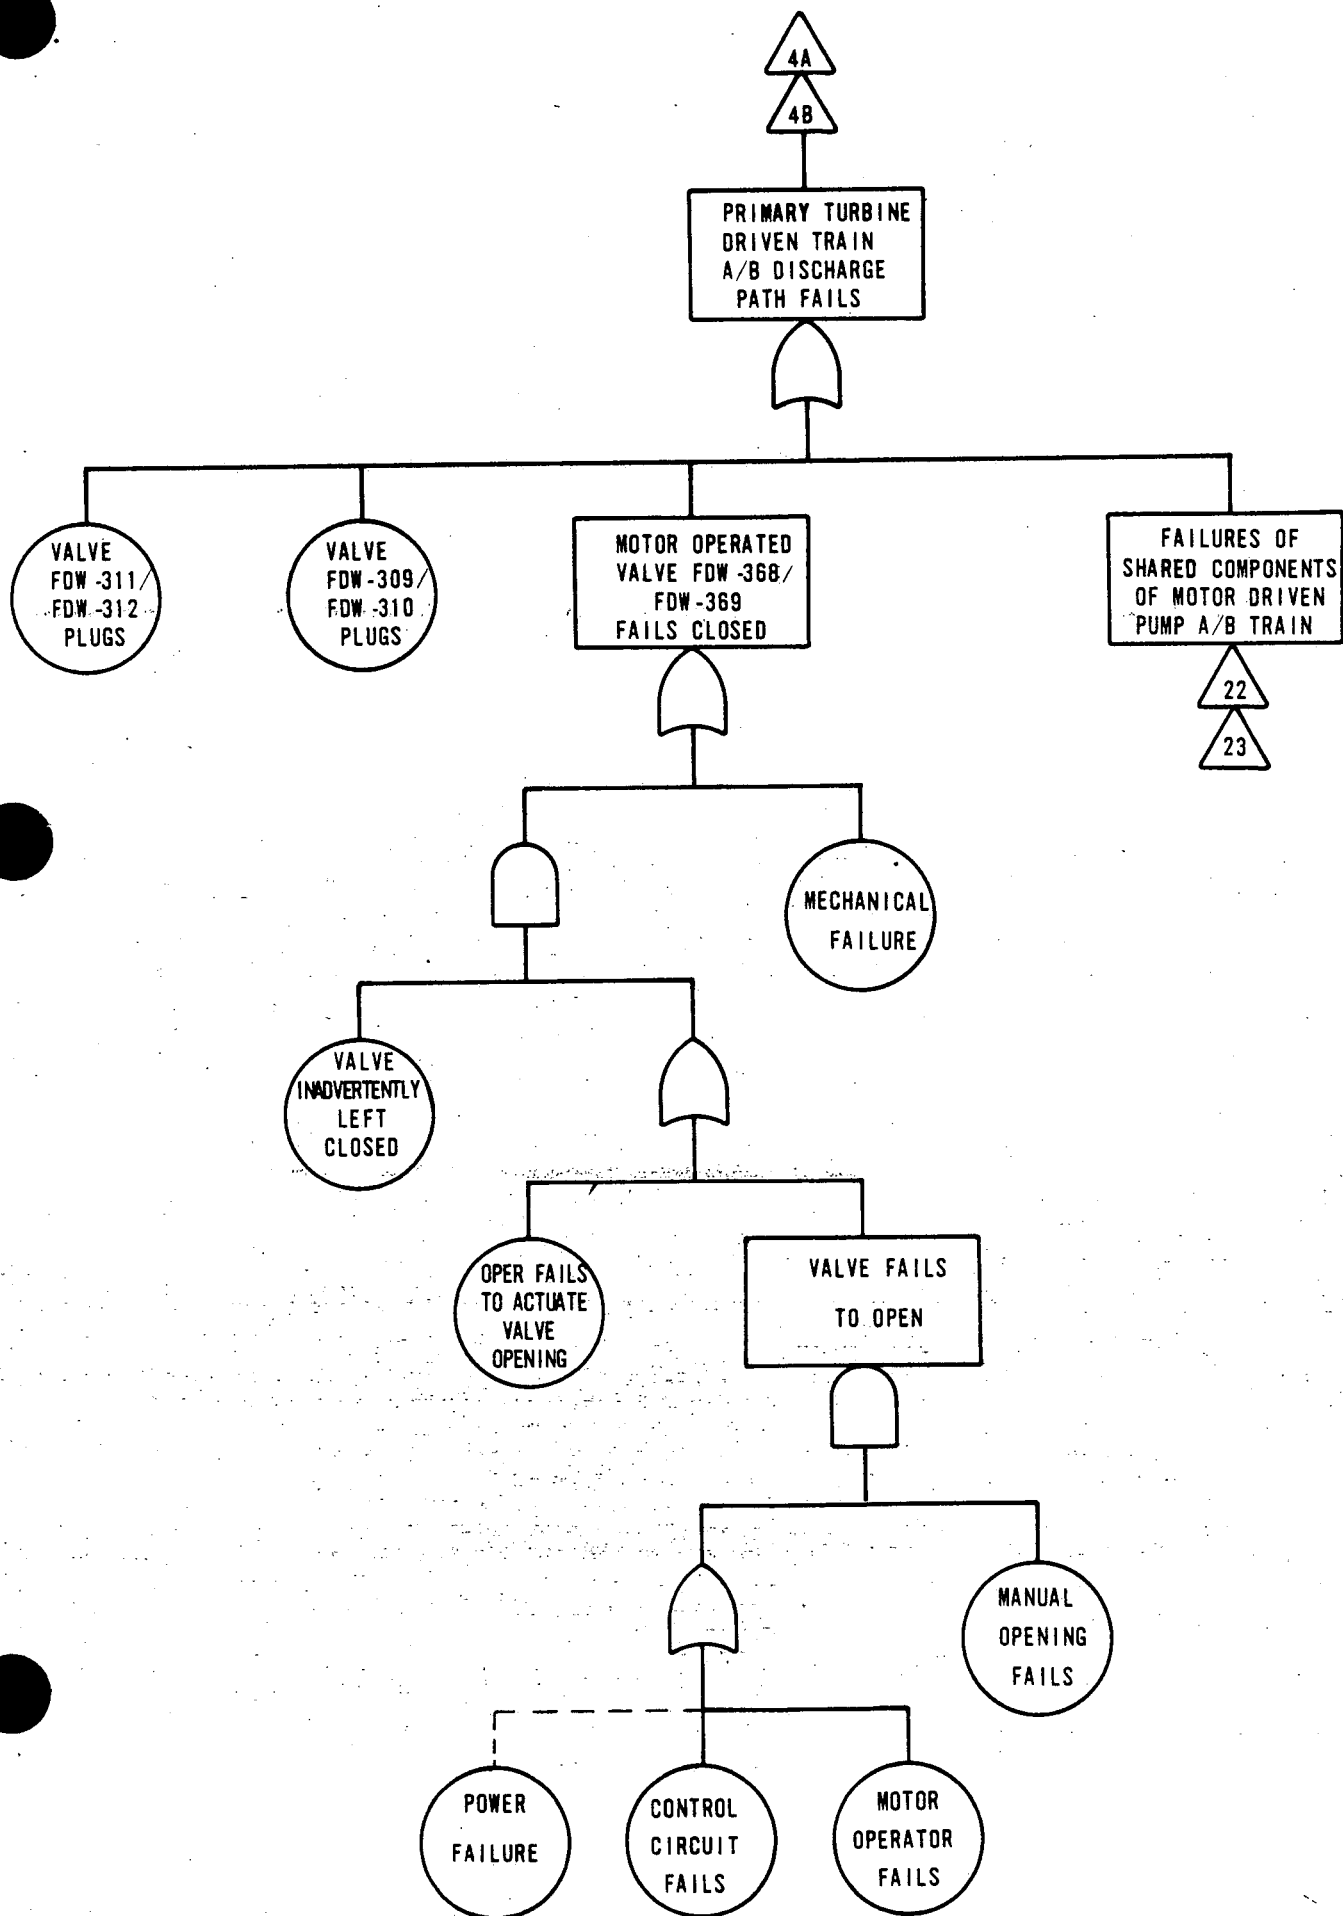 4A
4B
PRIMARY TURBINE
DRIVEN TRAIN
A/B DISCHARGE
PATH FAILS
VALVE
FDW-311/
FDW-312
PLUGS
VALVE
FDW-309/
FDW-310
PLUGS
MOTOR OPERATED
VALVE FDW-368/
FDW-369
FAILS CLOSED
FAILURES OF
SHARED COMPONENTS
OF MOTOR DRIVEN
PUMP A/B TRAIN
22
23
MECHANICAL
FAILURE
VALVE
INADVERTENTLY
LEFT
CLOSED
OPER FAILS
TO ACTUATE
VALVE
OPENING
VALVE FAILS
TO OPEN
MANUAL
OPENING
FAILS
POWER
FAILURE
CONTROL
CIRCUIT
FAILS
MOTOR
OPERATOR
FAILS